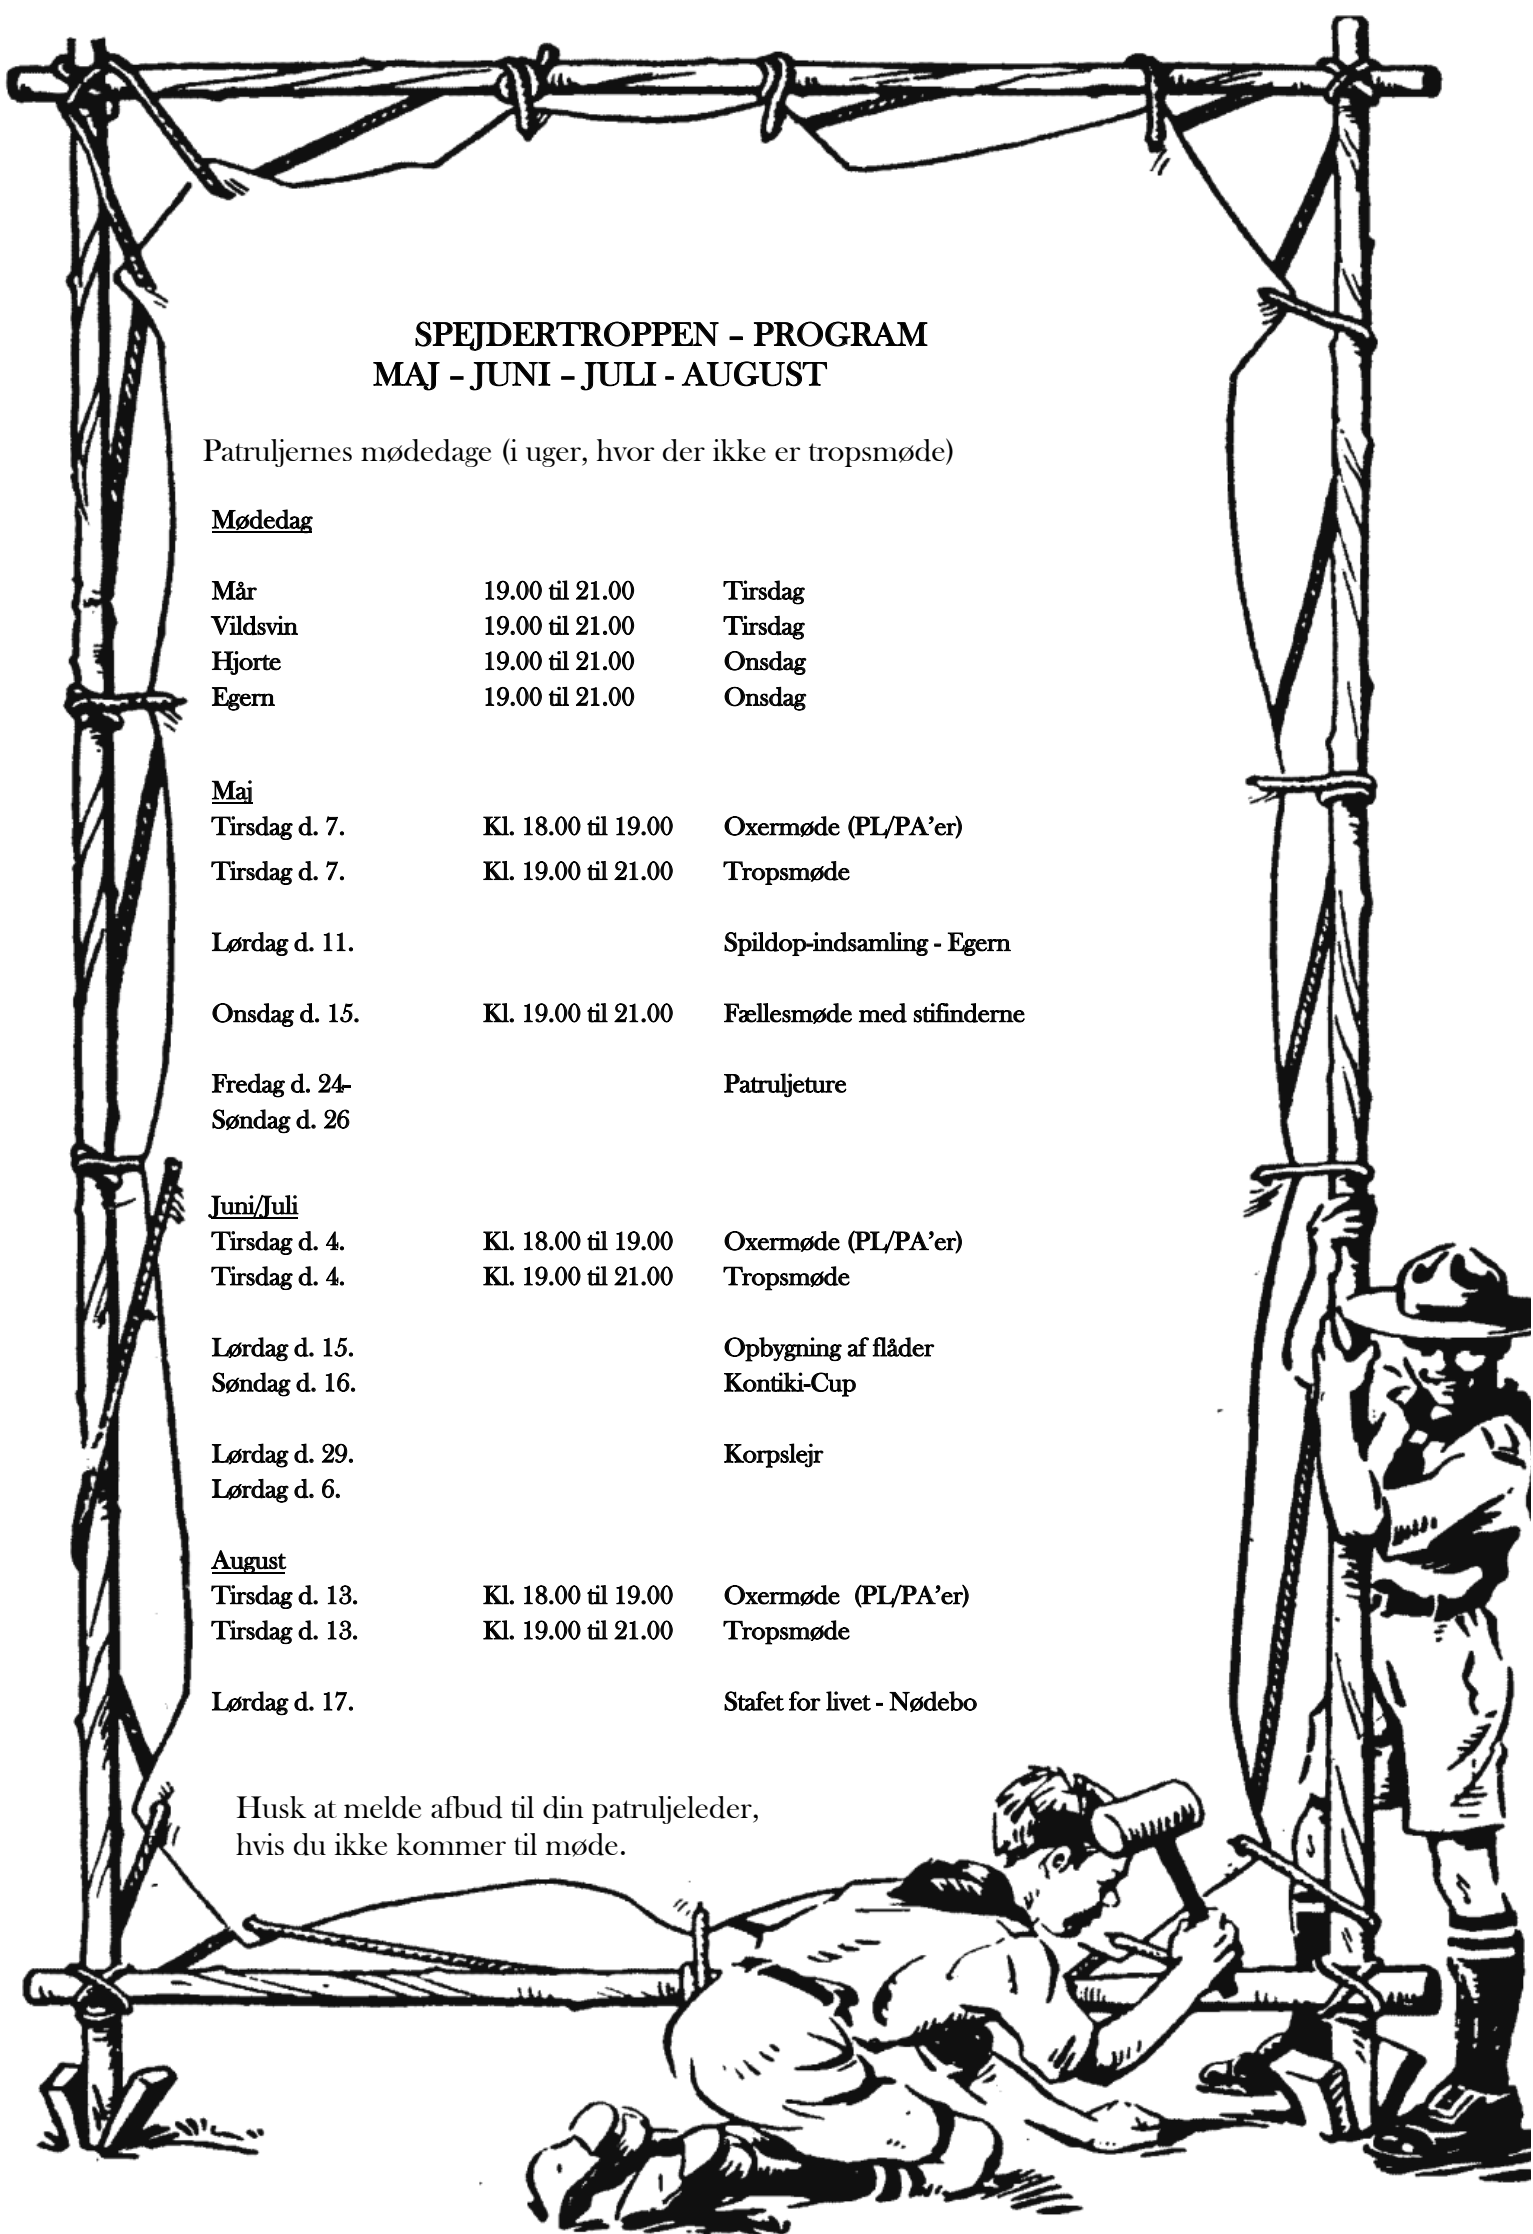 SPEJDERTROPPEN – PROGRAM
MAJ – JUNI – JULI - AUGUST
Patruljernes mødedage (i uger, hvor der ikke er tropsmøde)
Mødedag
Mår 19.00 til 21.00 Tirsdag
Vildsvin 19.00 til 21.00 Tirsdag
Hjorte 19.00 til 21.00 Onsdag
Egern 19.00 til 21.00 Onsdag
Maj
Tirsdag d. 7. Kl. 18.00 til 19.00 Oxermøde (PL/PA’er)
Tirsdag d. 7. Kl. 19.00 til 21.00 Tropsmøde
Lørdag d. 11. Spildop-indsamling - Egern
Onsdag d. 15. Kl. 19.00 til 21.00 Fællesmøde med stifinderne
Fredag d. 24- Patruljeture
Søndag d. 26
Juni/Juli
Tirsdag d. 4. Kl. 18.00 til 19.00 Oxermøde (PL/PA’er)
Tirsdag d. 4. Kl. 19.00 til 21.00 Tropsmøde
Lørdag d. 15. Opbygning af flåder
Søndag d. 16. Kontiki-Cup
Lørdag d. 29. Korpslejr
Lørdag d. 6.
August
Tirsdag d. 13. Kl. 18.00 til 19.00 Oxermøde (PL/PA’er)
Tirsdag d. 13. Kl. 19.00 til 21.00 Tropsmøde
Lørdag d. 17. Stafet for livet - Nødebo
Husk at melde afbud til din patruljeleder,
hvis du ikke kommer til møde.